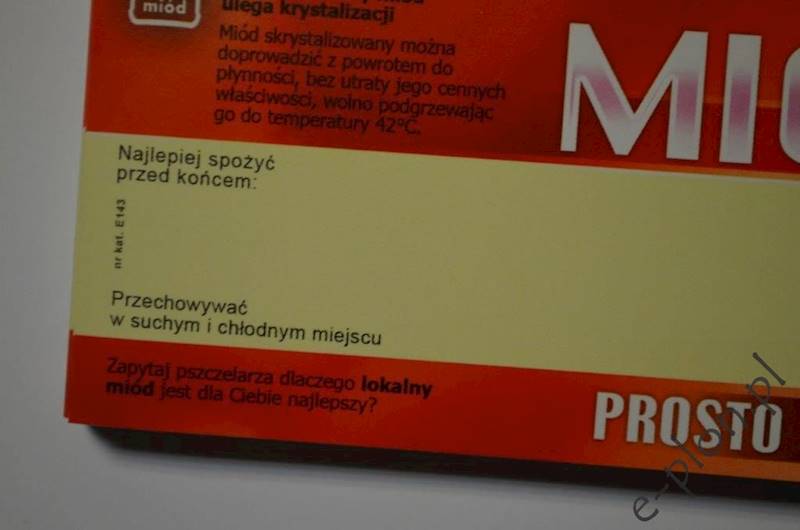 miód
ulega krystalizacji
Miód skrystalizowany można
doprowadzić z powrotem do
płynności, bez utraty jego cennych
właściwości, wolno podgrzewając
go do temperatury 42°C.
MIÓ
Najlepiej spożyć
przed końcem:
nr kat. E143
Przechowywać
w suchym i chłodnym miejscu
Zapytaj pszczelarza dlaczego lokalny
miód jest dla Ciebie najlepszy?
PROSTO
e-plon.pl